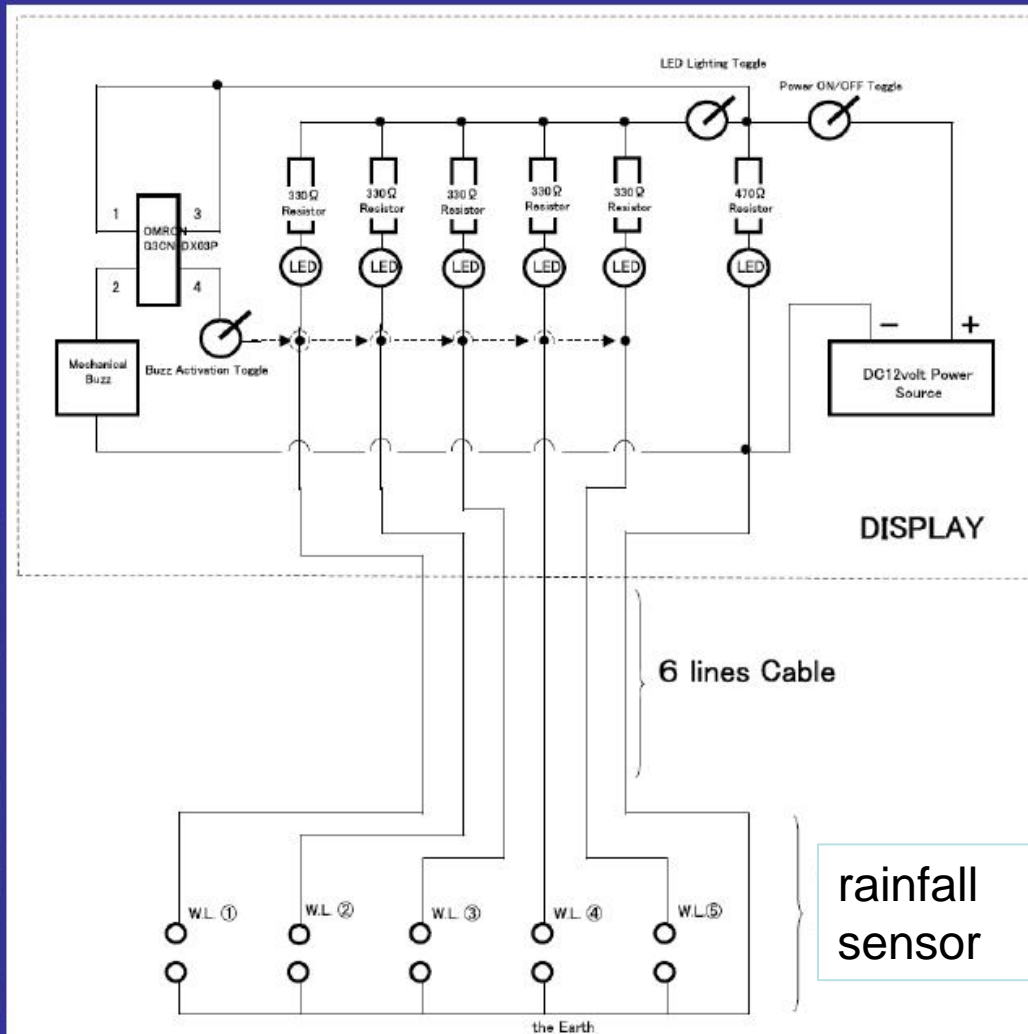 LED Lighting Toggle
Power ON/OFF Toggle
330Ω
Resistor
330Ω
Resistor
330Ω
Resistor
330Ω
Resistor
330Ω
Resistor
470Ω
Resistor
1
3
OMRON
G3CN-DX03P
2
4
LED
LED
LED
LED
LED
LED
Mechanical
Buzz
Buzz Activation Toggle
−
+
DC12volt Power
Source
DISPLAY
6 lines Cable
W.L. ①
W.L. ②
W.L. ③
W.L. ④
W.L. ⑤
rainfall
sensor
the Earth